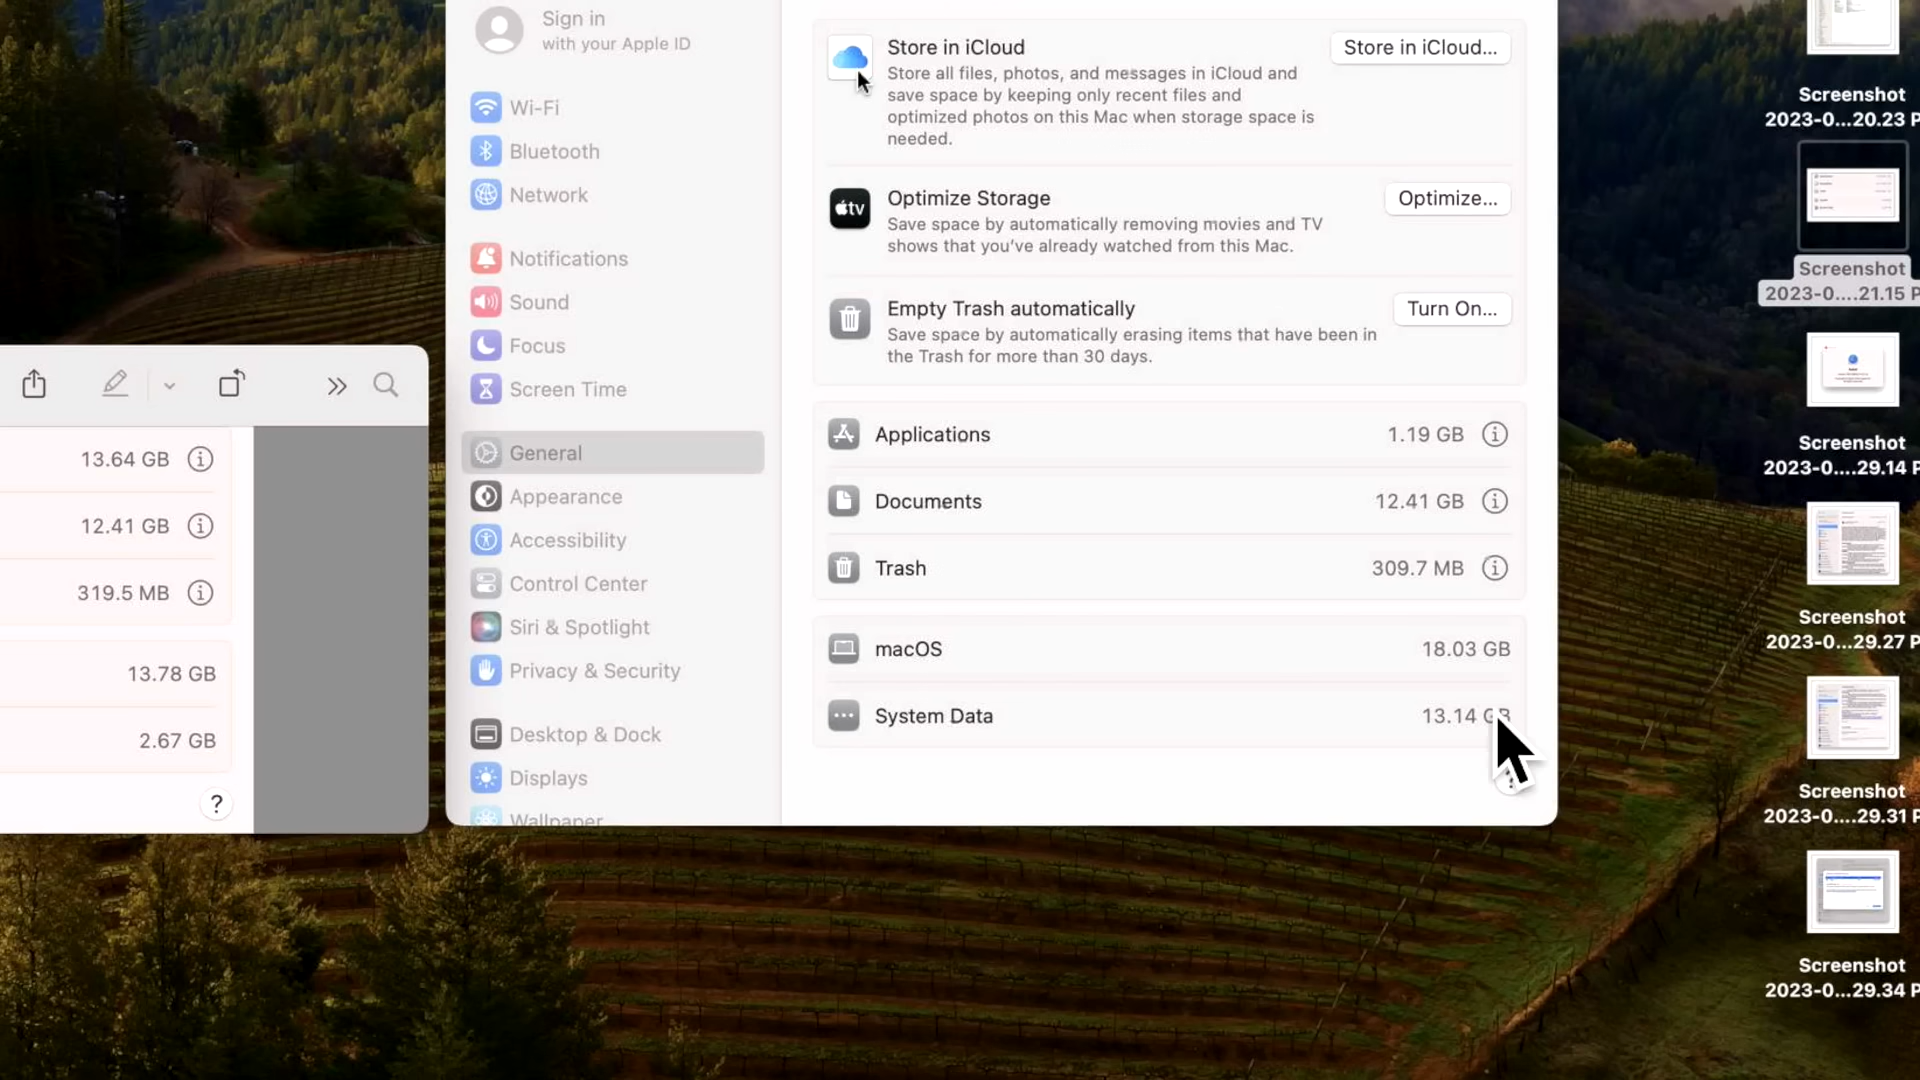 Sign in
with your Apple ID
Wi-Fi
Bluetooth
Network
Notifications
Sound
Focus
Screen Time
General
Appearance
Accessibility
Control Center
Siri & Spotlight
Privacy & Security
Desktop & Dock
Displays
Wallpaper
Store in iCloud
Store in iCloud...
Store all files, photos, and messages in iCloud and
save space by keeping only recent files and
optimized photos on this Mac when storage space is
needed.
tv
Optimize Storage
Optimize...
Save space by automatically removing movies and TV
shows that you've already watched from this Mac.
Empty Trash automatically
Turn On...
Save space by automatically erasing items that have been in
the Trash for more than 30 days.
Applications 1.19 GB
Documents 12.41 GB
Trash 309.7 MB
macOS 18.03 GB
System Data 13.14 GB
13.64 GB
12.41 GB
319.5 MB
13.78 GB
2.67 GB
?
Screenshot
2023-0...20.23 P
Screenshot
2023-0....21.15 P
Screenshot
2023-0....29.14 P
Screenshot
2023-0...29.27 P
Screenshot
2023-0....29.31 P
Screenshot
2023-0...29.34 P